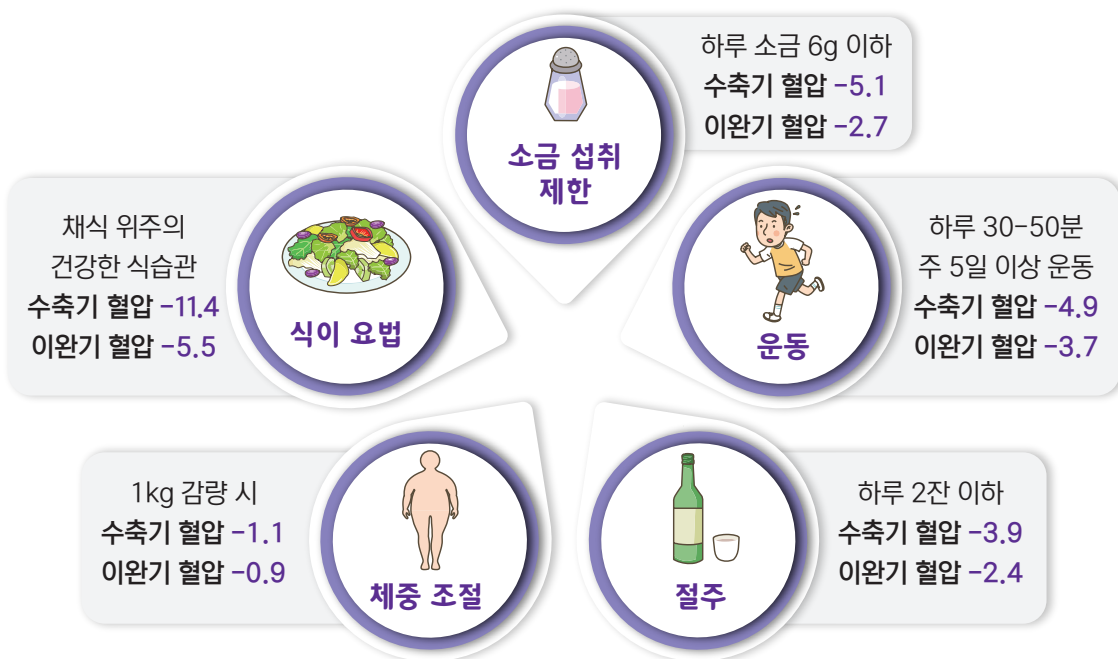 하루 소금 6g 이하
수축기 혈압 -5.1
이완기 혈압 -2.7
소금 섭취
제한
채식 위주의
건강한 식습관
수축기 혈압 -11.4
이완기 혈압 -5.5
식이 요법
하루 30-50분
주 5일 이상 운동
수축기 혈압 -4.9
이완기 혈압 -3.7
운동
1kg 감량 시
수축기 혈압 -1.1
이완기 혈압 -0.9
체중 조절
하루 2잔 이하
수축기 혈압 -3.9
이완기 혈압 -2.4
절주